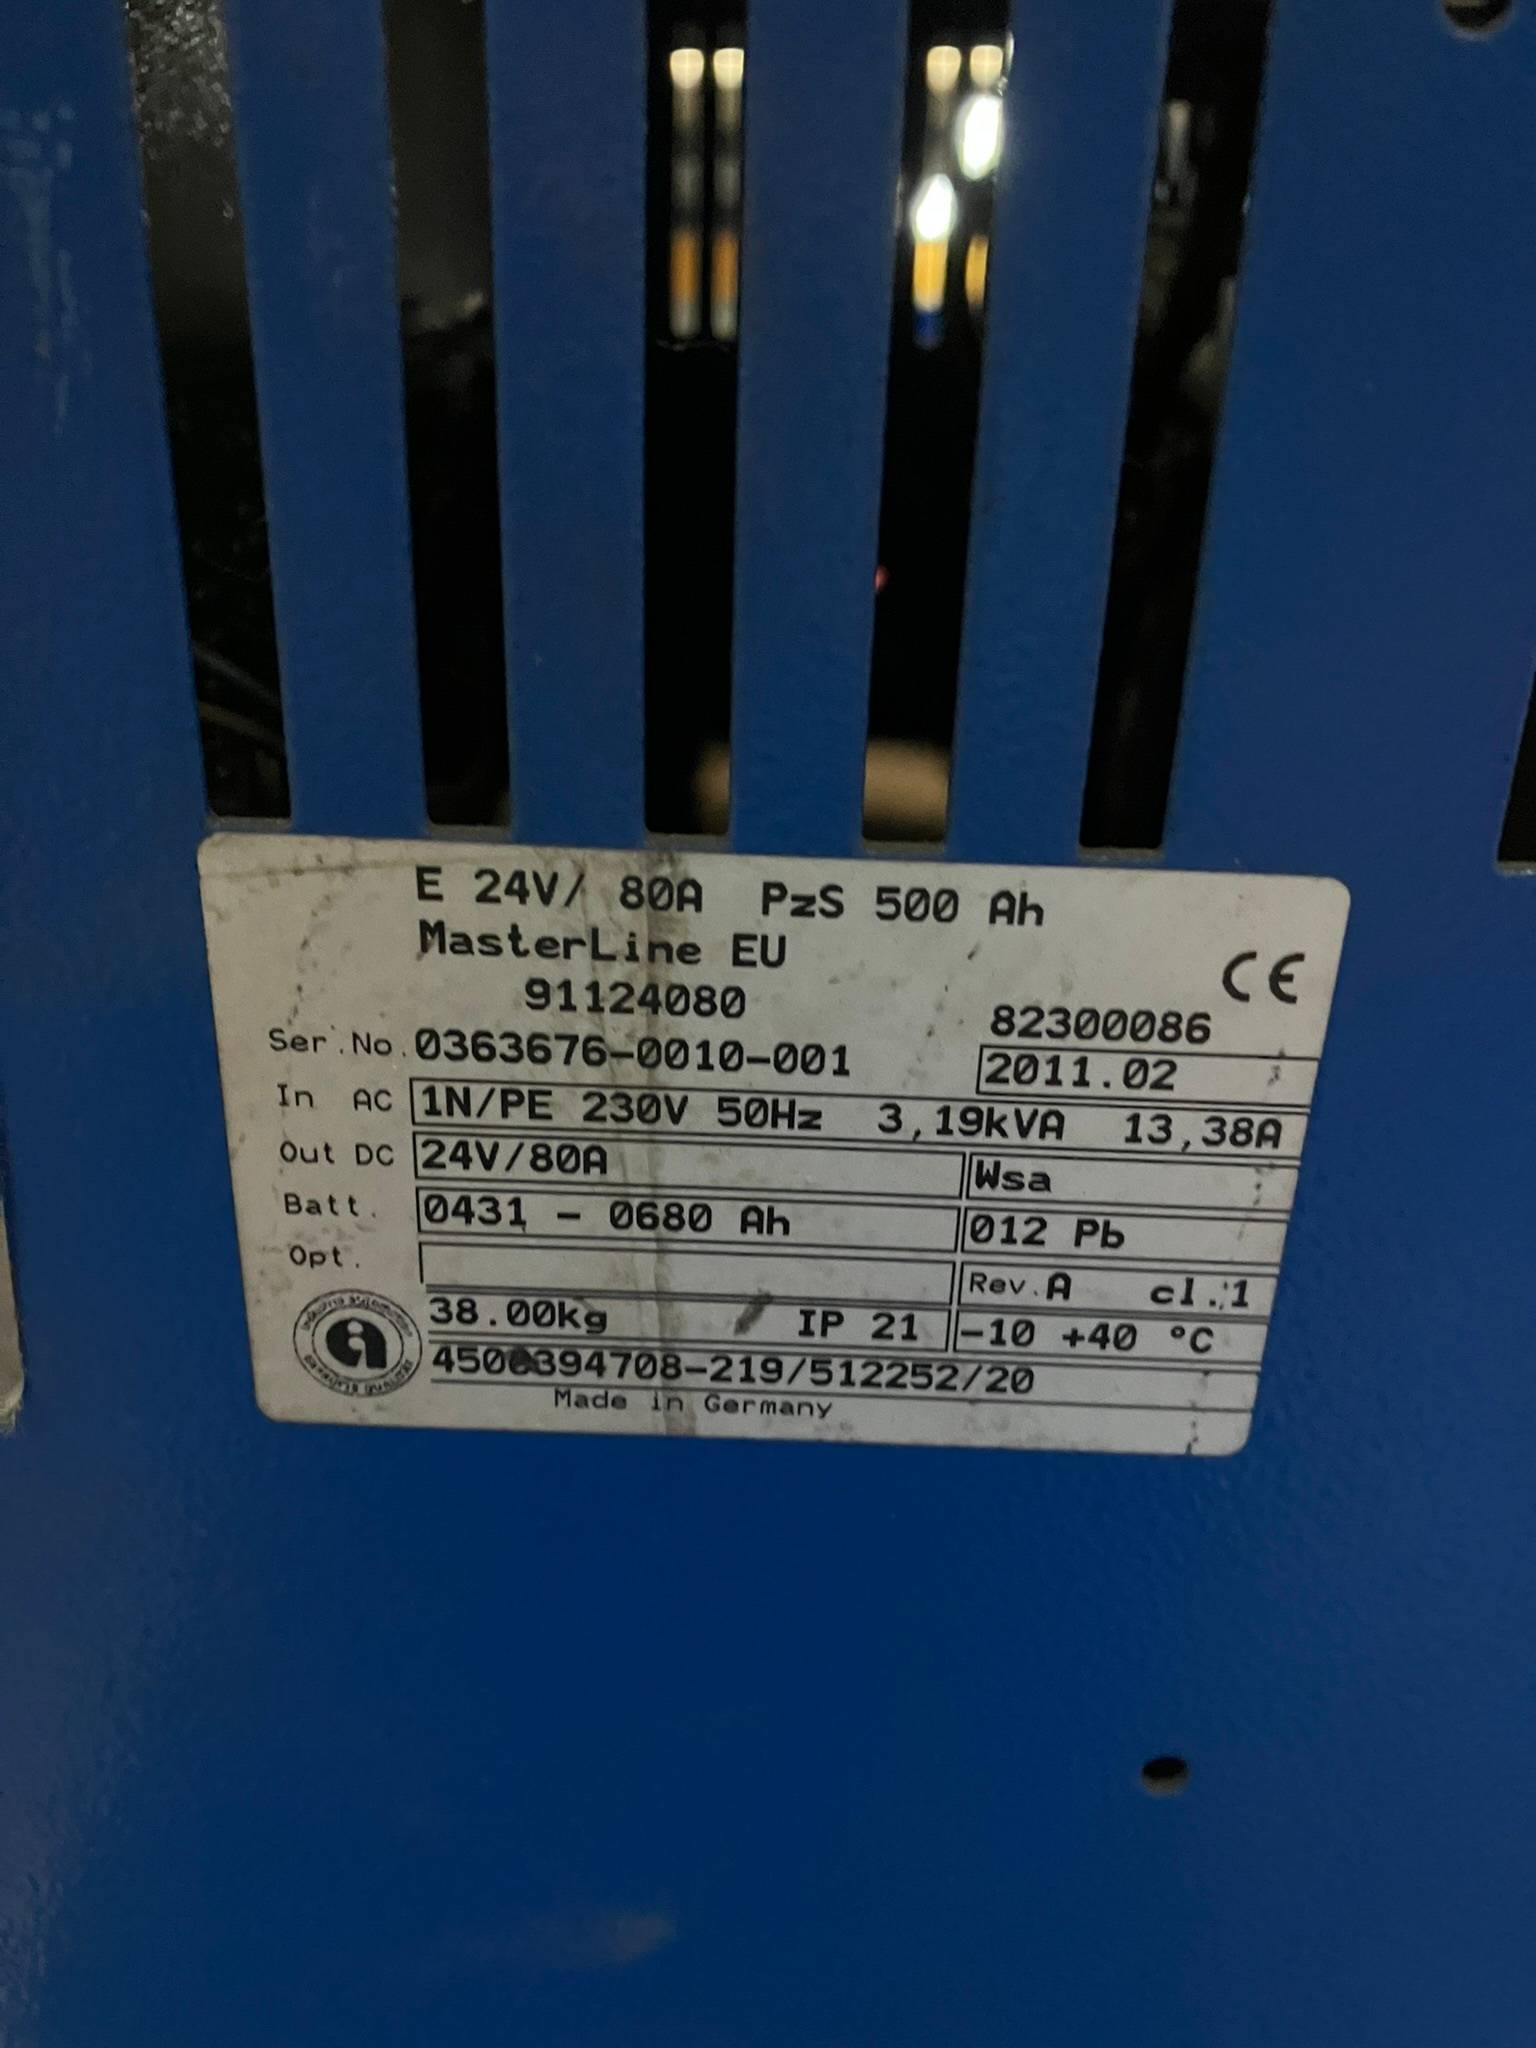 E 24V/ 80A PzS 500 Ah
MasterLine EU
CE
91124080
82300086
Ser.No. 0363676-0010-001
2011.02
In AC 1N/PE 230V 50Hz 3,19kVA 13,38A
Out DC 24V/80A
Wsa
Batt. 0431 - 0680 Ah
012 Pb
Opt.
Rev.A cl.:1
38.00kg IP 21
-10 +40 °C
4500394708-219/512252/20
Made in Germany